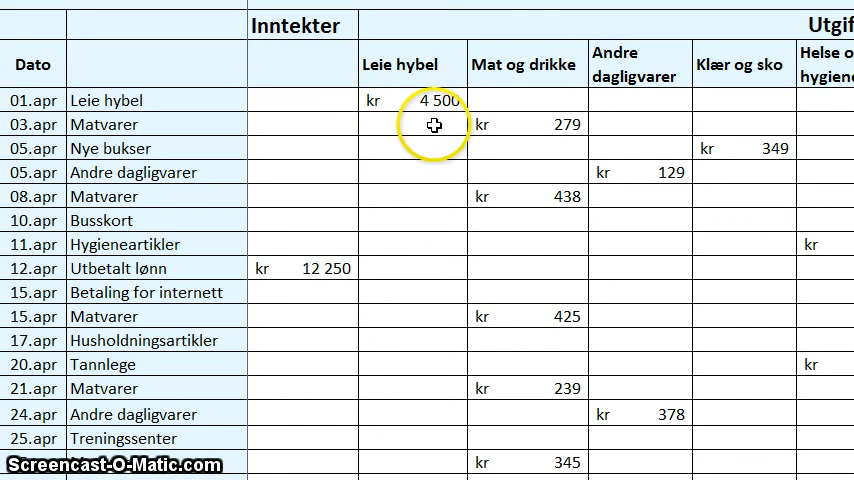 Inntekter Utgif
Dato Leie hybel Mat og drikke Andre dagligvarer Klær og sko Helse o hygiene
01.apr Leie hybel kr 4 500
03.apr Matvarer kr 279
05.apr Nye bukser kr 349
05.apr Andre dagligvarer kr 129
08.apr Matvarer kr 438
10.apr Busskort
11.apr Hygieneartikler kr
12.apr Utbetalt lønn kr 12 250
15.apr Betaling for internett
15.apr Matvarer kr 425
17.apr Husholdningsartikler
20.apr Tannlege kr
21.apr Matvarer kr 239
24.apr Andre dagligvarer kr 378
25.apr Treningssenter
kr 345
Screencast-O-Matic.com